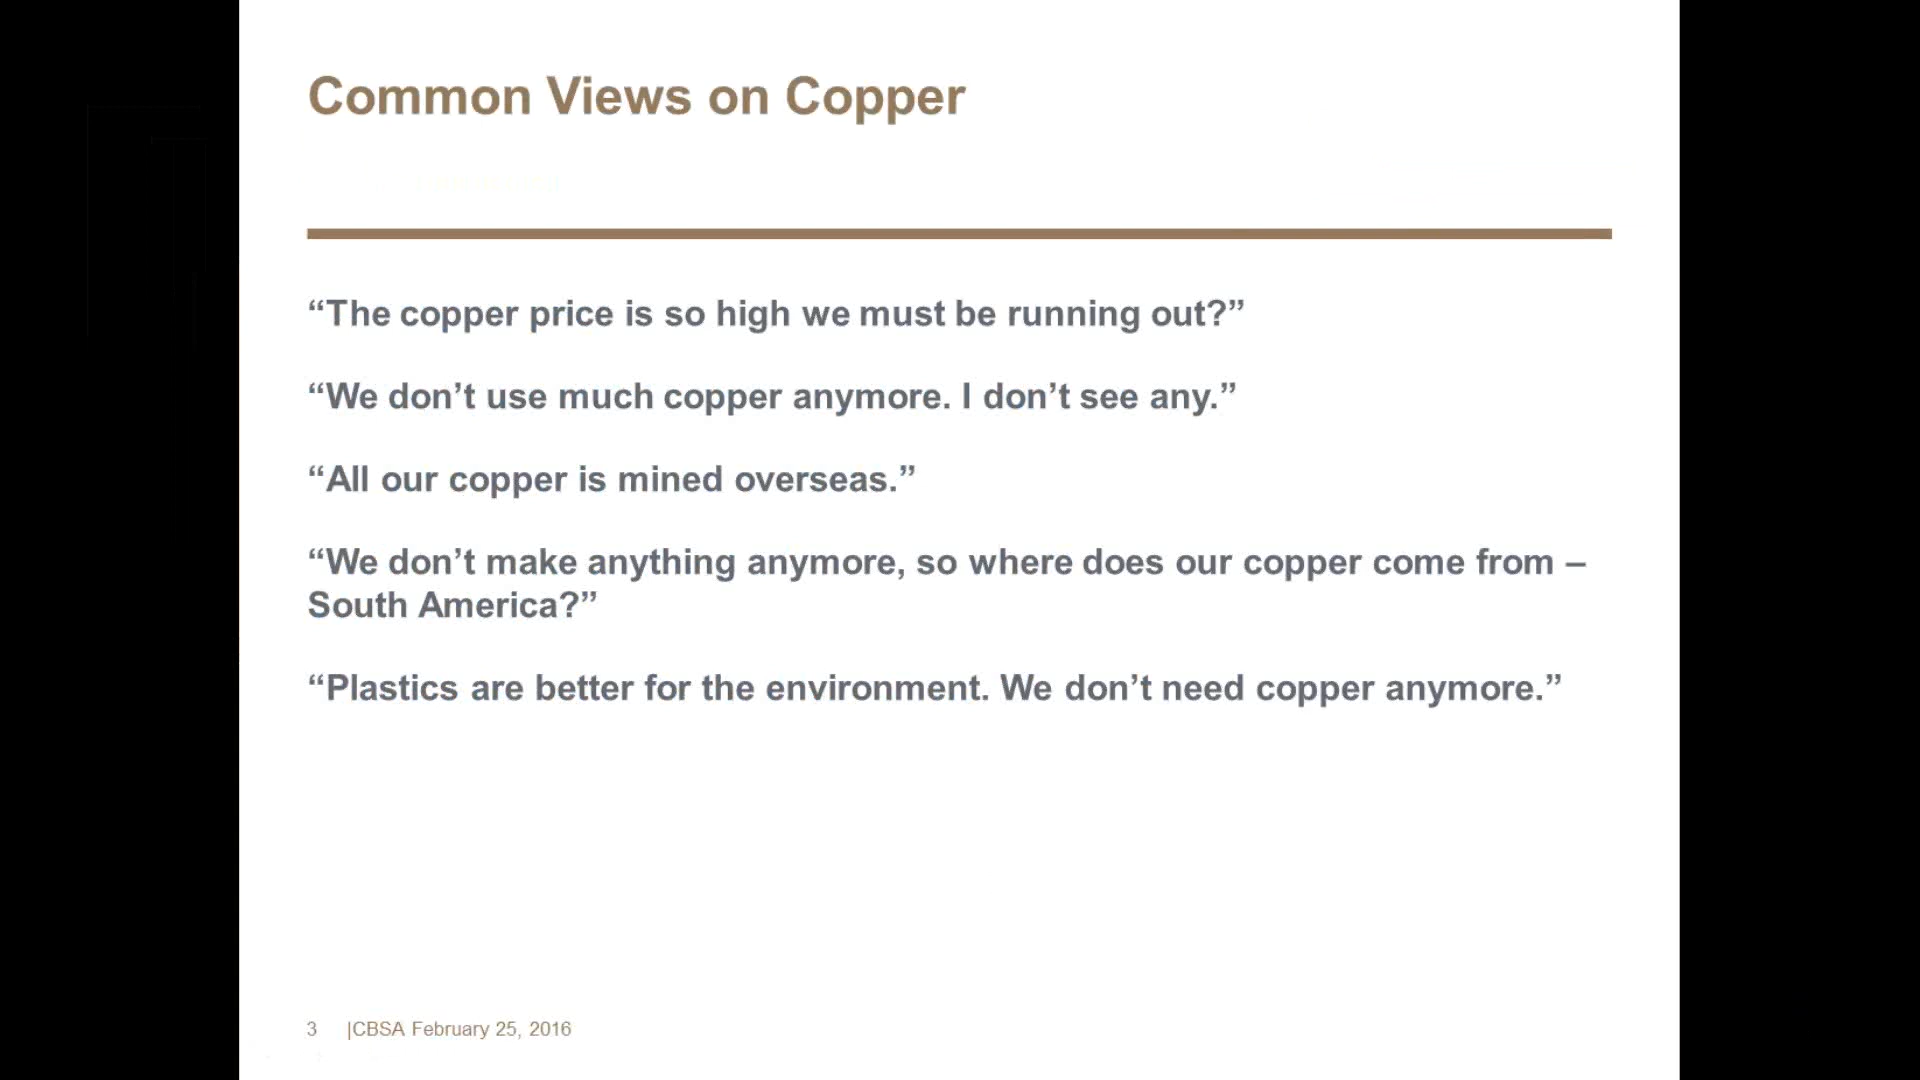 Common Views on Copper
“The copper price is so high we must be running out?”
“We don’t use much copper anymore. I don’t see any.”
“All our copper is mined overseas.”
“We don’t make anything anymore, so where does our copper come from –
South America?”
“Plastics are better for the environment. We don’t need copper anymore.”
3 |CBSA February 25, 2016